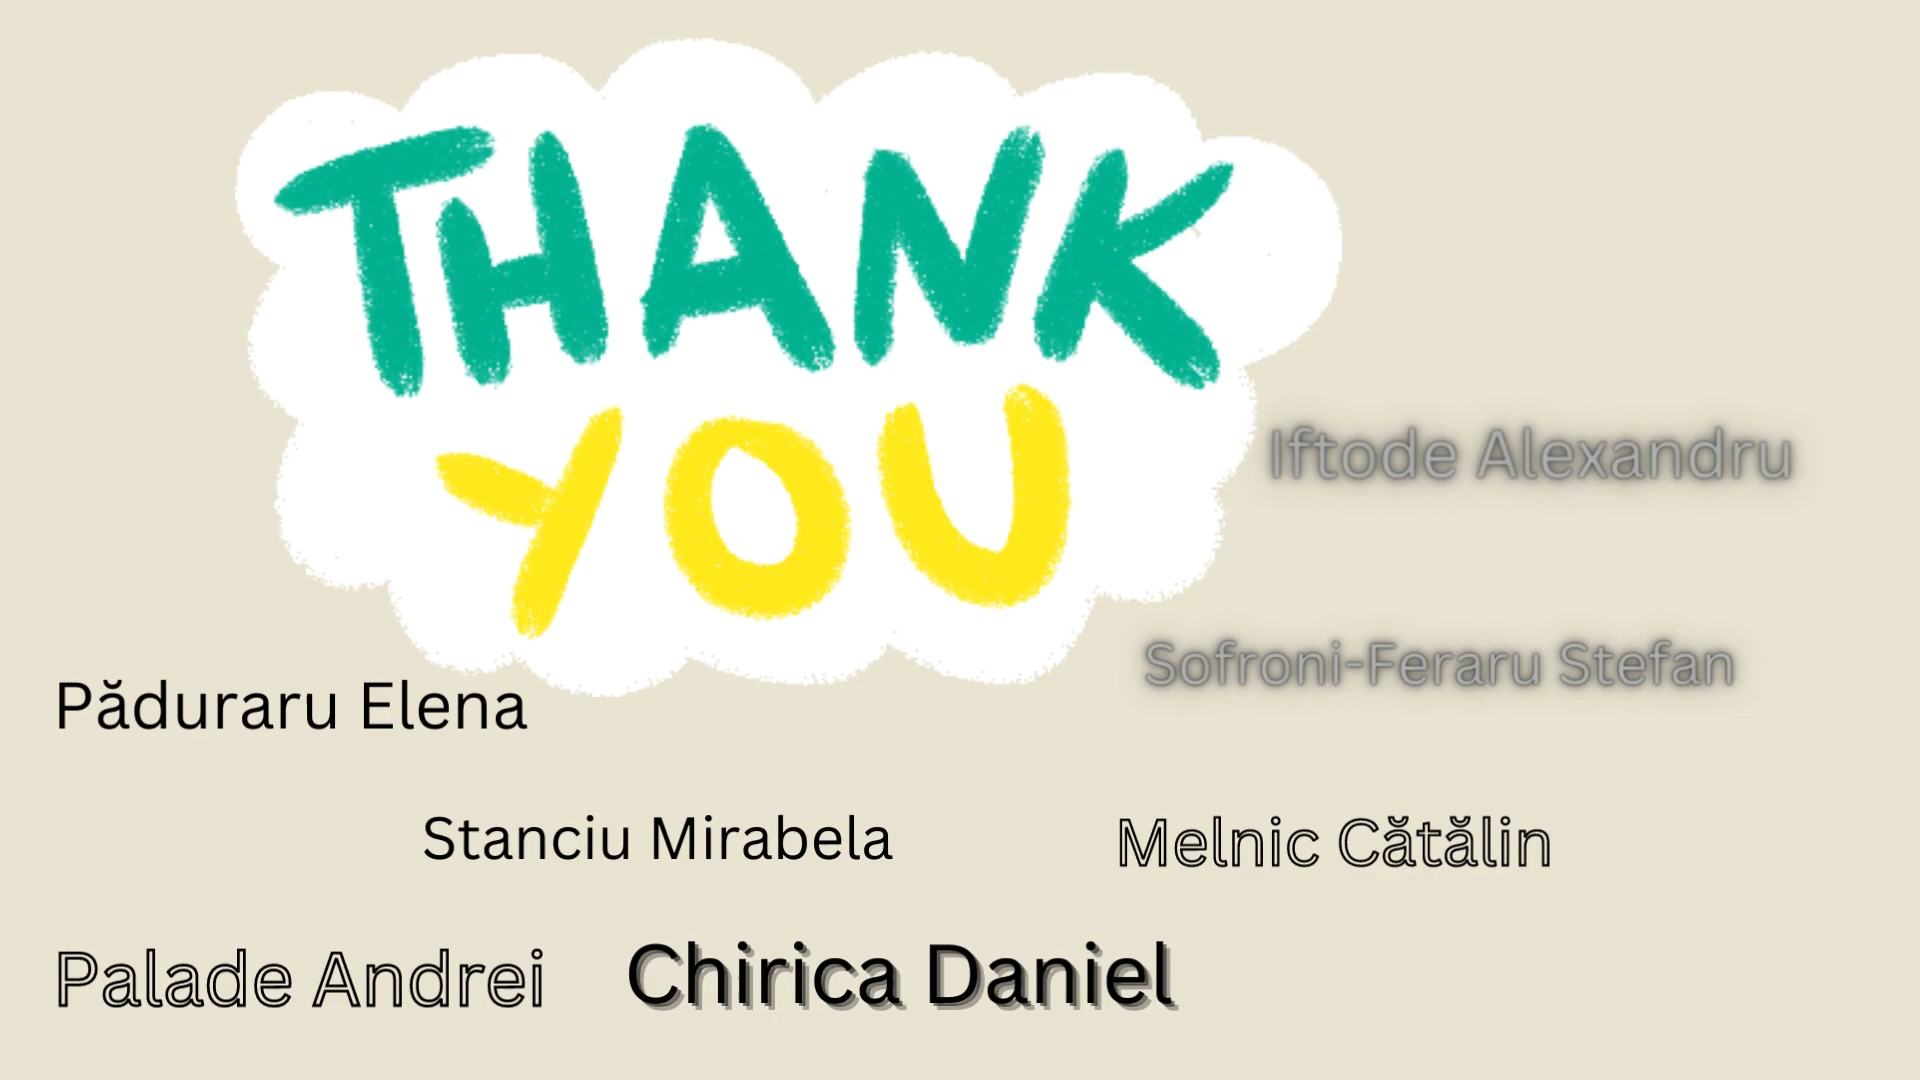 THANK
YOU
Iftode Alexandru
Sofroni-Feraru Stefan
Păduraru Elena
Stanciu Mirabela
Melnic Cătălin
Palade Andrei
Chirica Daniel